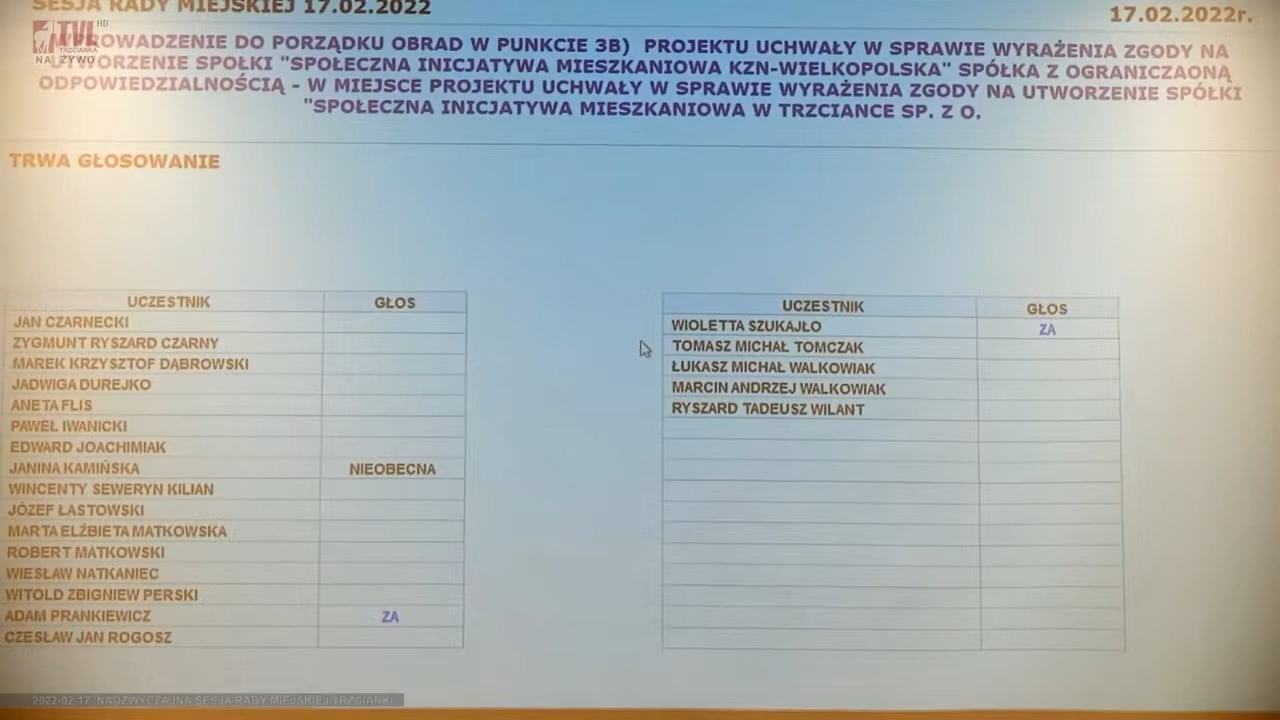 SESJA RADY MIEJSKIEJ 17.02.2022
17.02.2022r.
HD
TVL
TRZCIANKA
NA ŻYWO
DO PORZĄDKU OBRAD W PUNKCIE 3B) PROJEKTU UCHWAŁY W SPRAWIE WYRAŻENIA ZGODY NA
SPOŁKI "SPOŁECZNA INICJATYWA MIESZKANIOWA KZN-WIELKOPOLSKA" SPÓŁKA Z OGRANICZAONĄ
ODPOWIEDZIALNOŚCIĄ - W MIEJSCE PROJEKTU UCHWAŁY W SPRAWIE WYRAŻENIA ZGODY NA UTWORZENIE SPÓŁKI
"SPOŁECZNA INICJATYWA MIESZKANIOWA W TRZCIANCE SP. Z O.
TRWA GŁOSOWANIE
UCZESTNIK GŁOS
JAN CZARNECKI
ZYGMUNT RYSZARD CZARNY
MAREK KRZYSZTOF DĄBROWSKI
JADWIGA DUREJKO
ANETA FLIS
PAWEŁ IWANICKI
EDWARD JOACHIMIAK
JANINA KAMIŃSKA NIEOBECNA
WINCENTY SEWERYN KILIAN
JÓZEF ŁASTOWSKI
MARTA ELŻBIETA MATKOWSKA
ROBERT MATKOWSKI
WIESŁAW NATKANIEC
WITOLD ZBIGNIEW PERSKI
ADAM PRANKIEWICZ ZA
CZESŁAW JAN ROGOSZ
UCZESTNIK GŁOS
WIOLETTA SZUKAJŁO ZA
TOMASZ MICHAŁ TOMCZAK
ŁUKASZ MICHAŁ WALKOWIAK
MARCIN ANDRZEJ WALKOWIAK
RYSZARD TADEUSZ WILANT
2022-02-17 NADZWYCZAJNA SESJA RADY MIEJSKIEJ TRZCIANKI